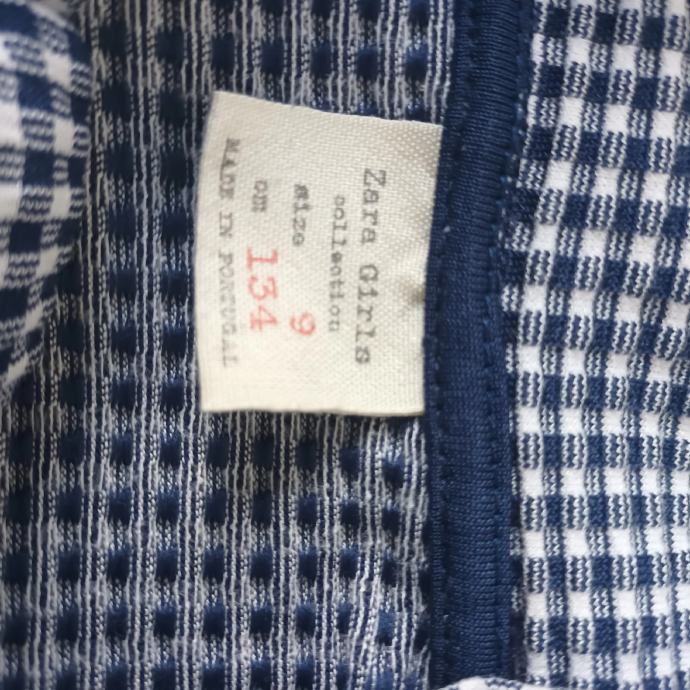 Zara Girls
collection
size 9
cm 134
MADE IN PORTUGAL